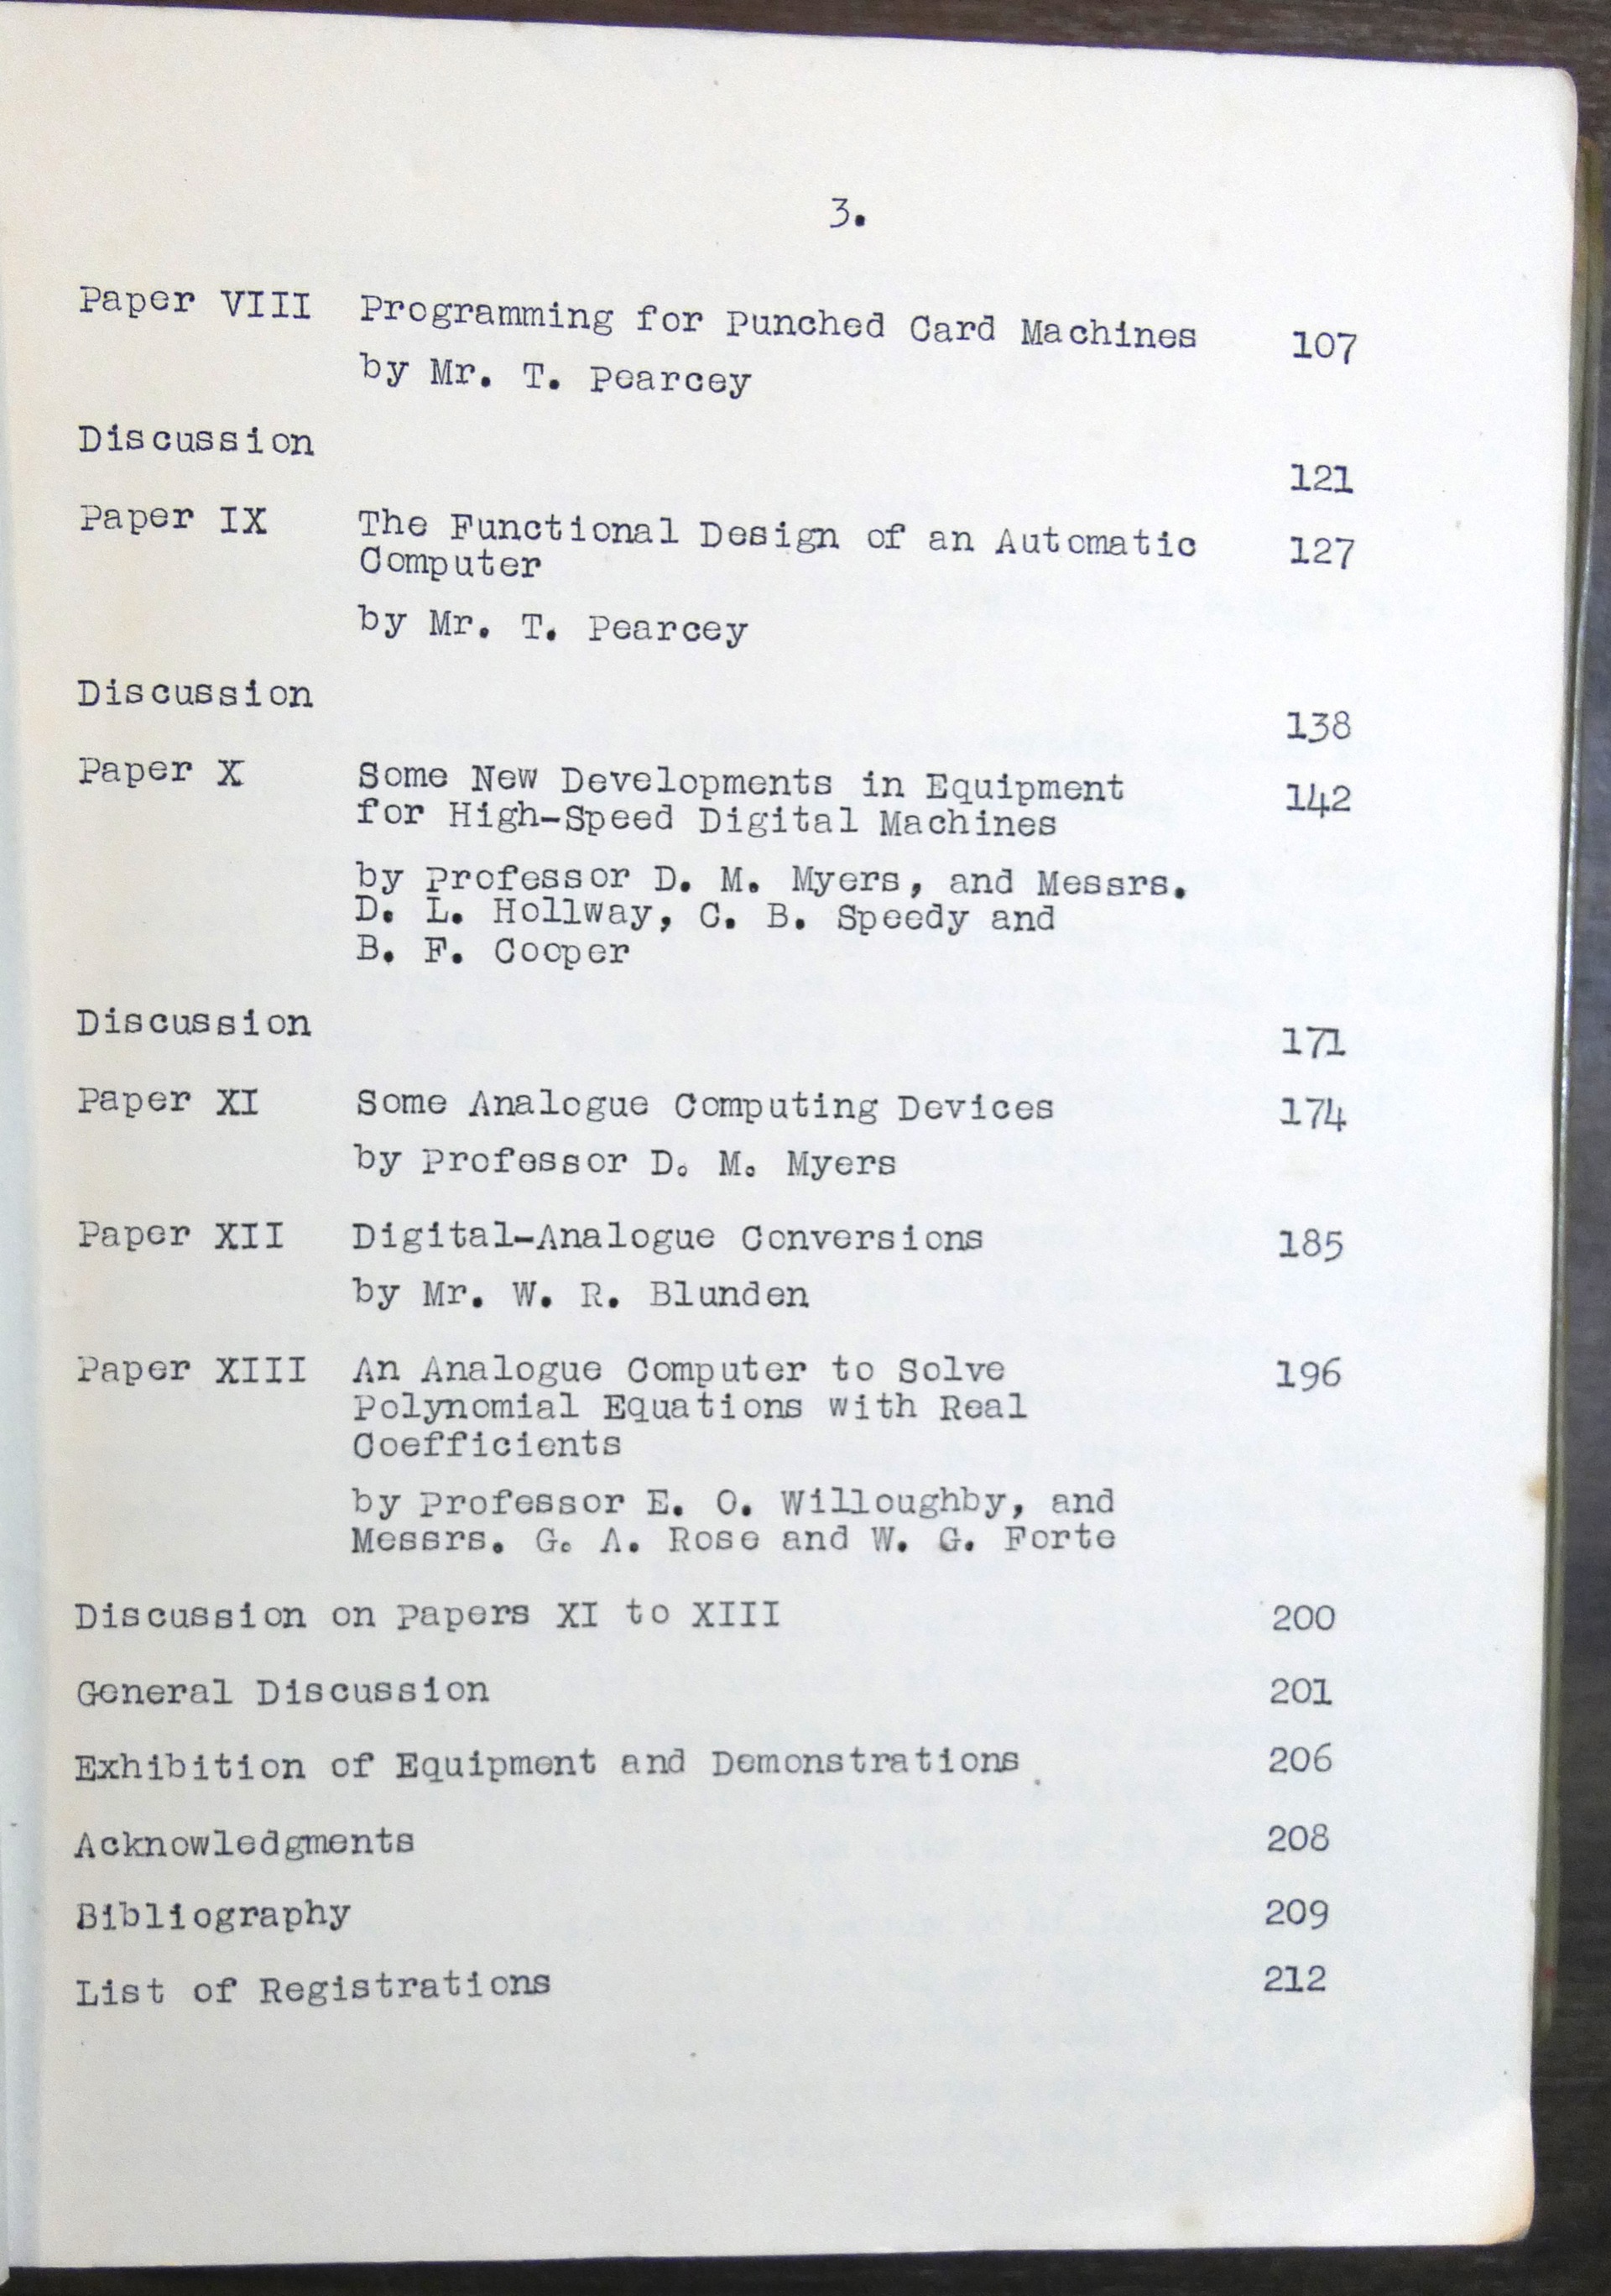 3.
Paper VIII Programming for Punched Card Machines 107
by Mr. T. Pearcey
Discussion 121
Paper IX The Functional Design of an Automatic 127
Computer
by Mr. T. Pearcey
Discussion 138
Paper X Some New Developments in Equipment 142
for High-Speed Digital Machines
by Professor D. M. Myers, and Messrs.
D. L. Hollway, C. B. Speedy and
B. F. Cooper
Discussion 171
Paper XI Some Analogue Computing Devices 174
by Professor D. M. Myers
Paper XII Digital-Analogue Conversions 185
by Mr. W. R. Blunden
Paper XIII An Analogue Computer to Solve 196
Polynomial Equations with Real
Coefficients
by Professor E. O. Willoughby, and
Messrs. G. A. Rose and W. G. Forte
Discussion on Papers XI to XIII 200
General Discussion 201
Exhibition of Equipment and Demonstrations 206
Acknowledgments 208
Bibliography 209
List of Registrations 212